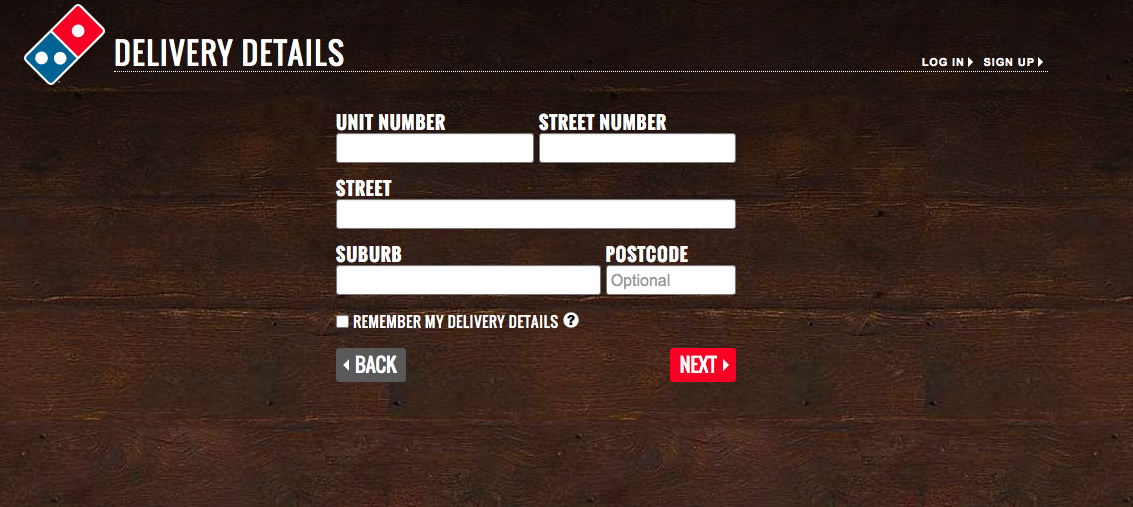 DELIVERY DETAILS
LOG IN SIGN UP
UNIT NUMBER STREET NUMBER
STREET
SUBURB POSTCODE
Optional
REMEMBER MY DELIVERY DETAILS ?
BACK NEXT